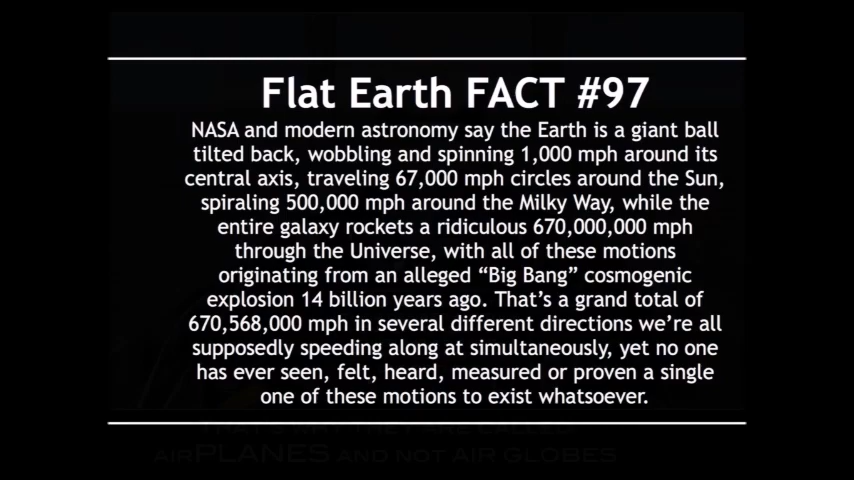 Flat Earth FACT #97
NASA and modern astronomy say the Earth is a giant ball
tilted back, wobbling and spinning 1,000 mph around its
central axis, traveling 67,000 mph circles around the Sun,
spiraling 500,000 mph around the Milky Way, while the
entire galaxy rockets a ridiculous 670,000,000 mph
through the Universe, with all of these motions
originating from an alleged “Big Bang” cosmogenic
explosion 14 billion years ago. That’s a grand total of
670,568,000 mph in several different directions we’re all
supposedly speeding along at simultaneously, yet no one
has ever seen, felt, heard, measured or proven a single
one of these motions to exist whatsoever.
AIRPLANES AND NOT AIR GLOBES